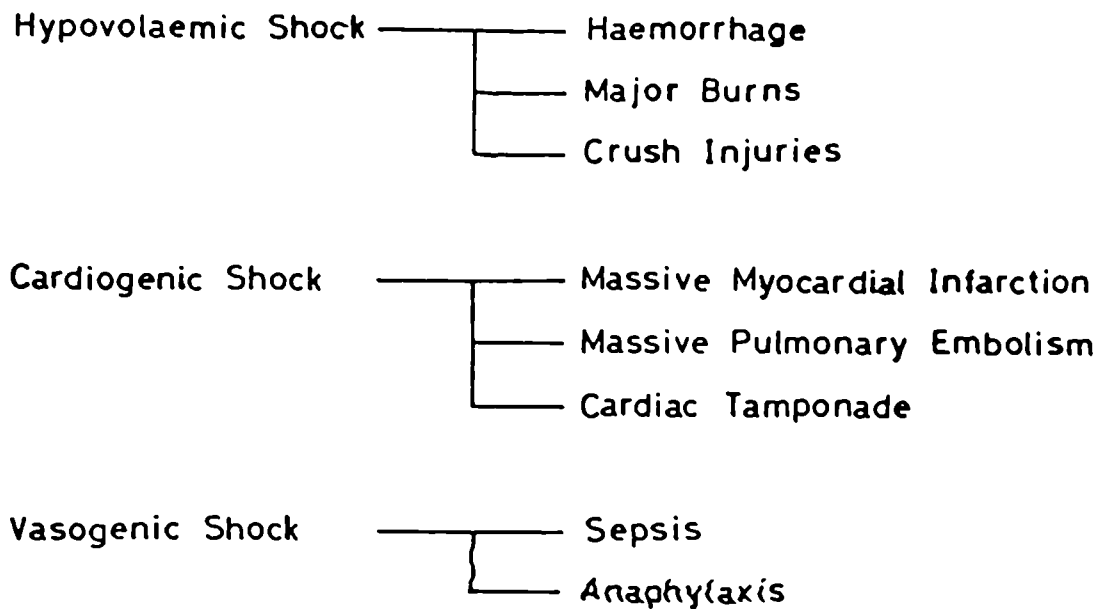 Hypovolaemic Shock Haemorrhage
Major Burns
Crush Injuries
Cardiogenic Shock Massive Myocardial Infarction
Massive Pulmonary Embolism
Cardiac Tamponade
Vasogenic Shock Sepsis
Anaphylaxis